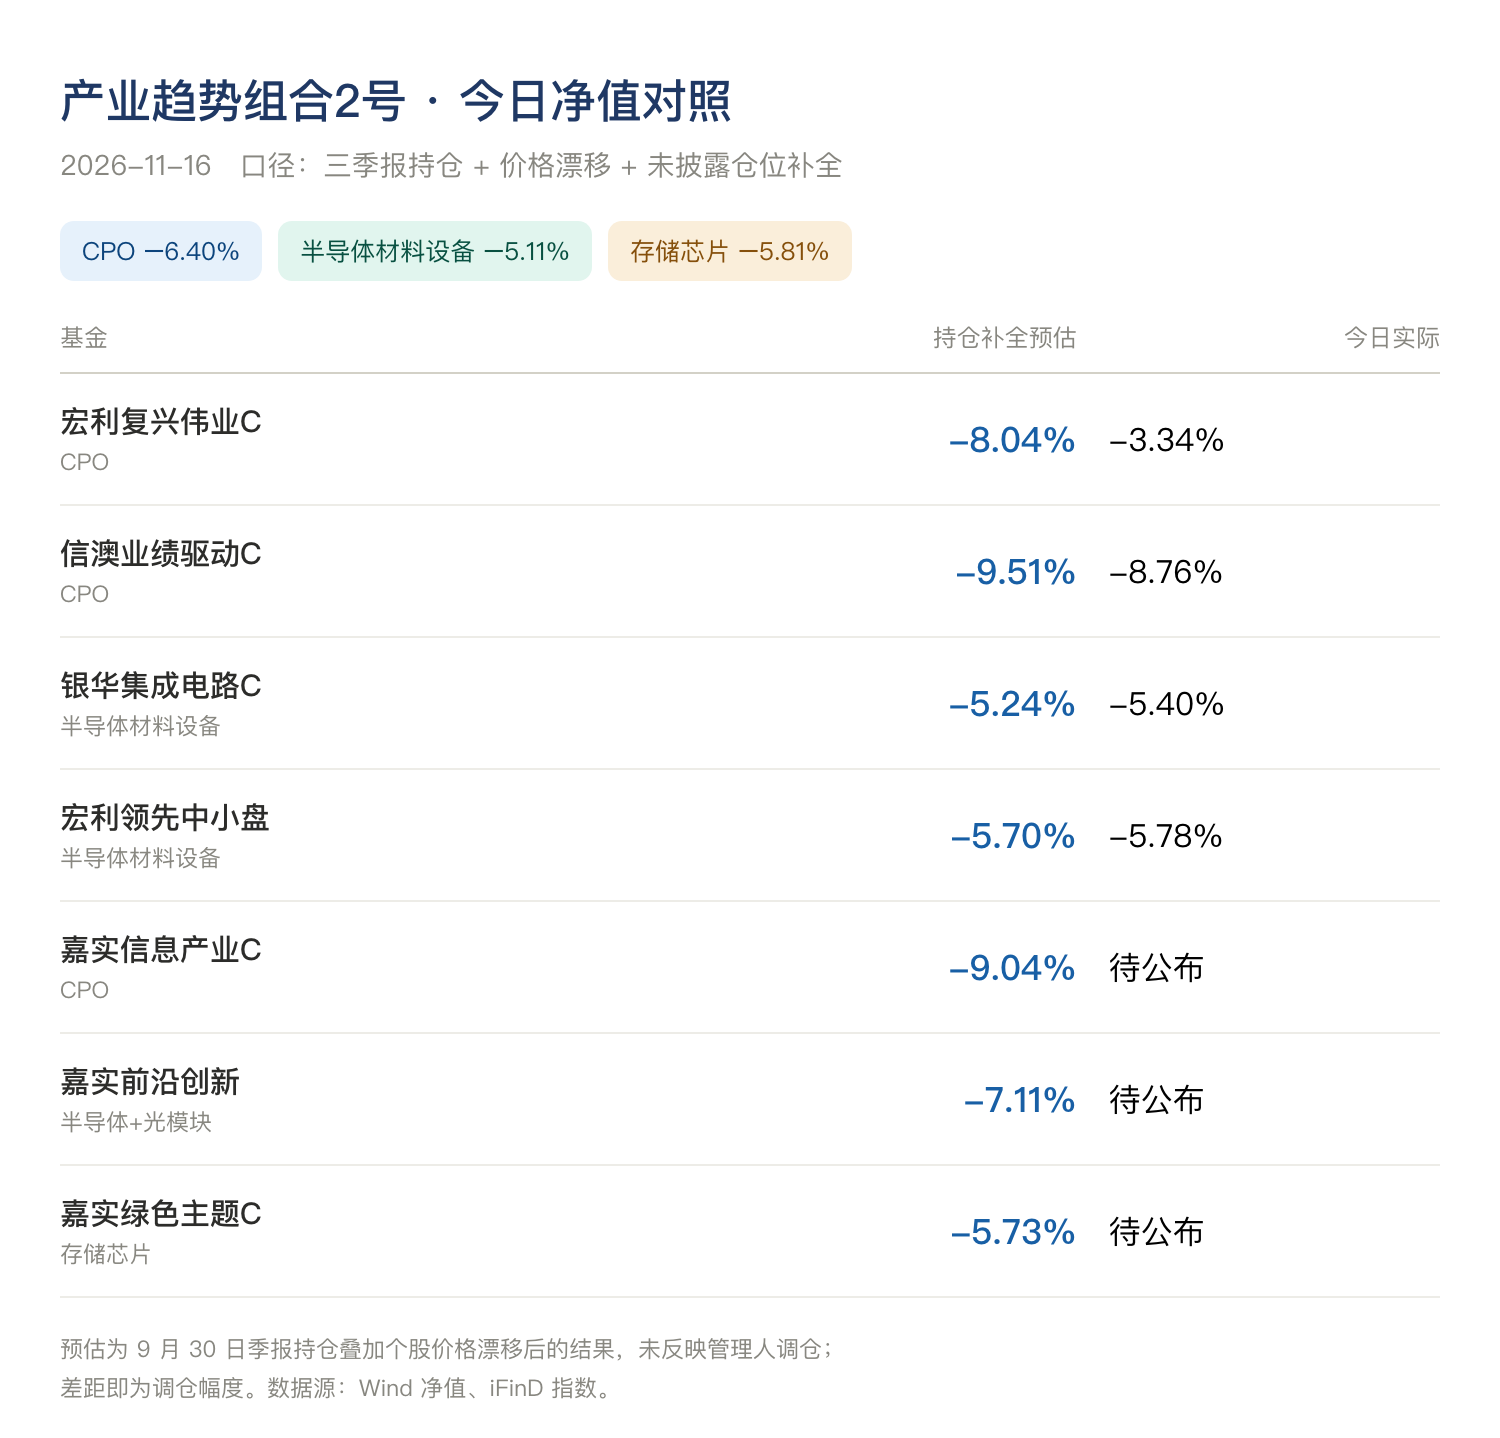 产业趋势组合2号 · 今日净值对照
2026–11–16 口径：三季报持仓 + 价格漂移 + 未披露仓位补全
CPO −6.40% 半导体材料设备 −5.11% 存储芯片 −5.81%
基金 持仓补全预估 今日实际
宏利复兴伟业C
CPO
−8.04% −3.34%
信澳业绩驱动C
CPO
−9.51% −8.76%
银华集成电路C
半导体材料设备
−5.24% −5.40%
宏利领先中小盘
半导体材料设备
−5.70% −5.78%
嘉实信息产业C
CPO
−9.04% 待公布
嘉实前沿创新
半导体+光模块
−7.11% 待公布
嘉实绿色主题C
存储芯片
−5.73% 待公布
预估为 9 月 30 日季报持仓叠加个股价格漂移后的结果，未反映管理人调仓；
差距即为调仓幅度。数据源：Wind 净值、iFinD 指数。